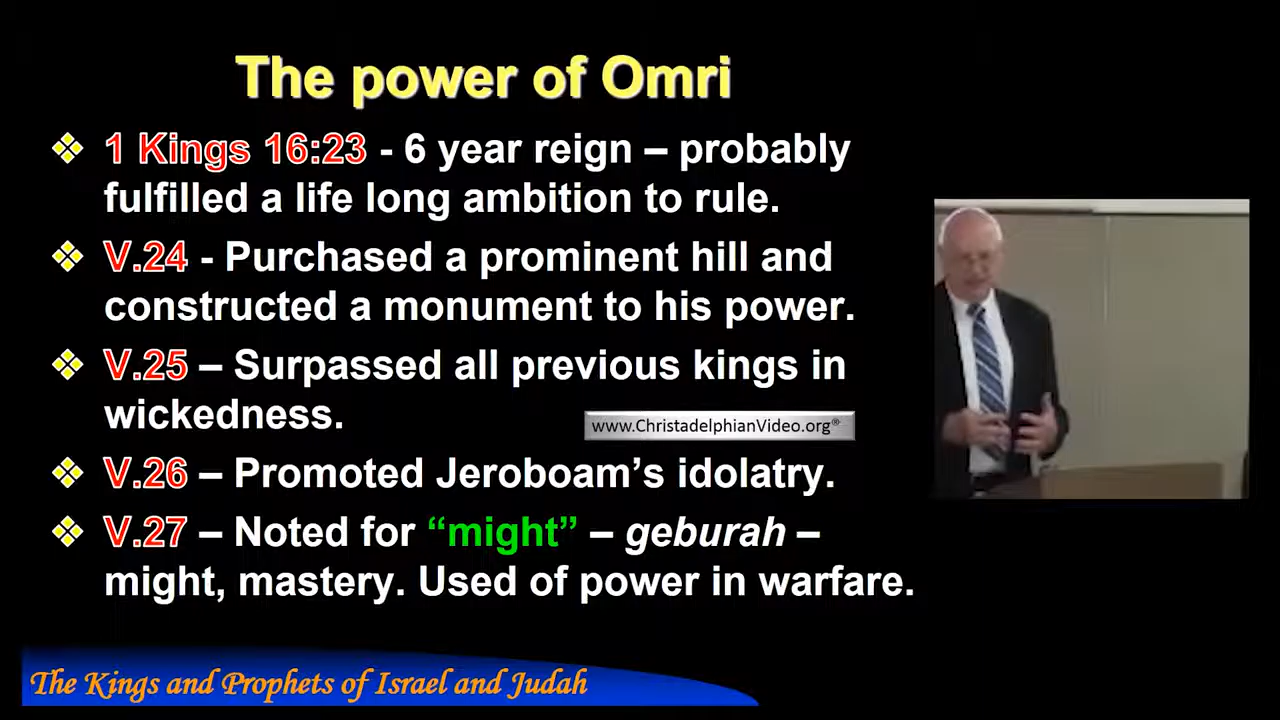 The power of Omri
❖ 1 Kings 16:23 - 6 year reign – probably
fulfilled a life long ambition to rule.
❖ V.24 - Purchased a prominent hill and
constructed a monument to his power.
❖ V.25 – Surpassed all previous kings in
wickedness.
www.ChristadelphianVideo.org®
❖ V.26 – Promoted Jeroboam’s idolatry.
❖ V.27 – Noted for “might” – geburah –
might, mastery. Used of power in warfare.
The Kings and Prophets of Israel and Judah